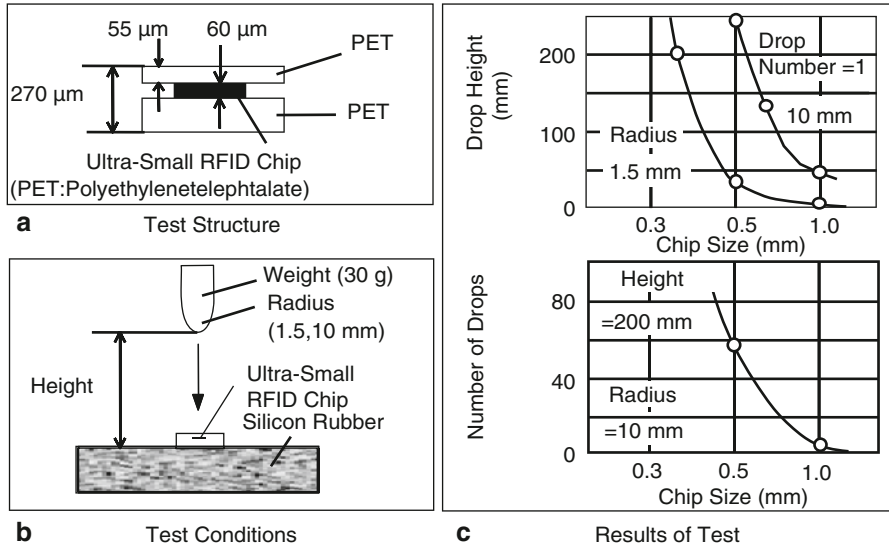 55 µm
60 µm
PET
270 µm
PET
Ultra-Small RFID Chip
(PET:Polyethylenetelephtalate)
a Test Structure
Weight (30 g)
Radius
(1.5,10 mm)
Height
Ultra-Small
RFID Chip
Silicon Rubber
b Test Conditions
Drop Height
(mm)
200
100
0
Drop
Number =1
10 mm
Radius
1.5 mm
0.3 0.5 1.0
Chip Size (mm)
Number of Drops
80
40
0
Height
=200 mm
Radius
=10 mm
0.3 0.5 1.0
Chip Size (mm)
c Results of Test